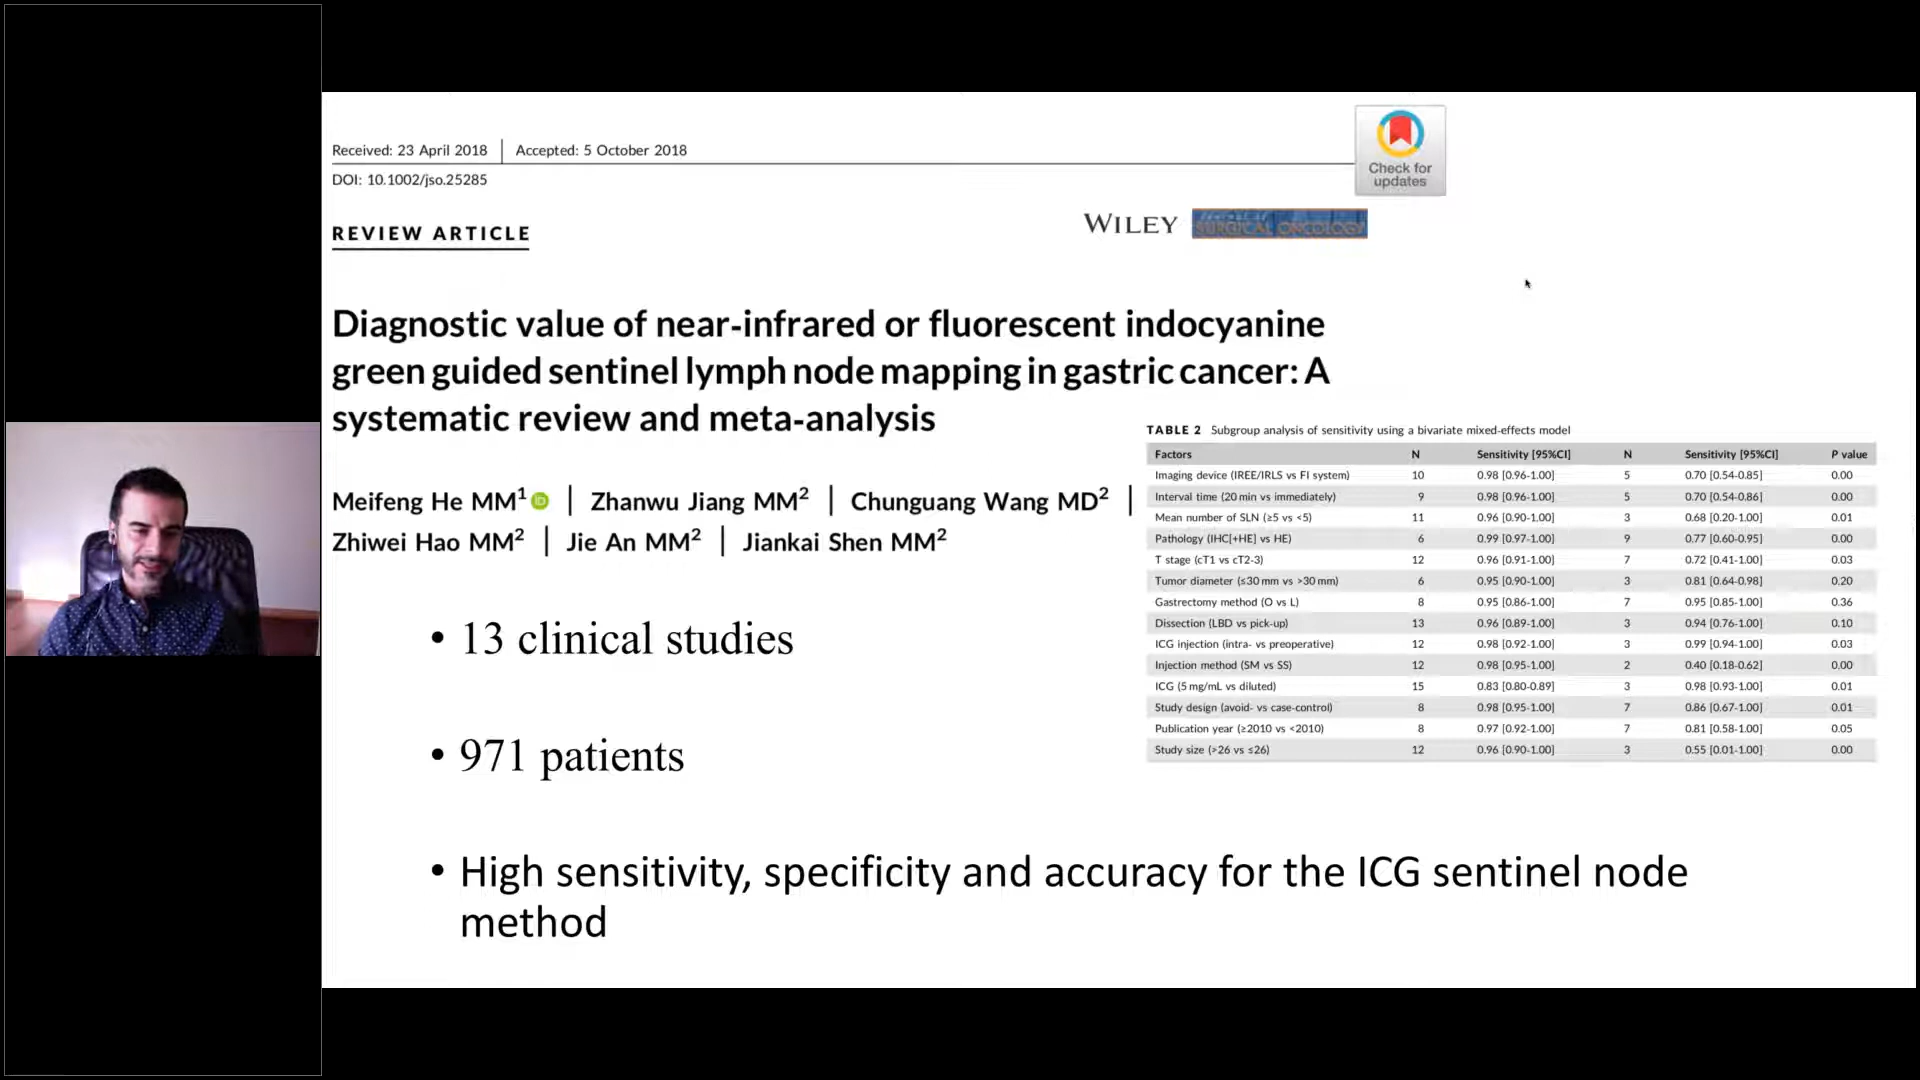 Received: 23 April 2018 | Accepted: 5 October 2018
DOI: 10.1002/jso.25285
REVIEW ARTICLE
Check for
updates
WILEY SURGICAL ONCOLOGY
Diagnostic value of near-infrared or fluorescent indocyanine
green guided sentinel lymph node mapping in gastric cancer: A
systematic review and meta-analysis
Meifeng He MM1 iD | Zhanwu Jiang MM2 | Chunguang Wang MD2 |
Zhiwei Hao MM2 | Jie An MM2 | Jiankai Shen MM2
TABLE 2 Subgroup analysis of sensitivity using a bivariate mixed-effects model
Factors N Sensitivity [95%CI] N Sensitivity [95%CI] P value
Imaging device (IREE/IRLS vs FI system) 10 0.98 [0.96-1.00] 5 0.70 [0.54-0.85] 0.00
Interval time (20 min vs immediately) 9 0.98 [0.96-1.00] 5 0.70 [0.54-0.86] 0.00
Mean number of SLN (≥5 vs <5) 11 0.96 [0.90-1.00] 3 0.68 [0.20-1.00] 0.01
Pathology (IHC[+HE] vs HE) 6 0.99 [0.97-1.00] 9 0.77 [0.60-0.95] 0.00
T stage (cT1 vs cT2-3) 12 0.96 [0.91-1.00] 7 0.72 [0.41-1.00] 0.03
Tumor diameter (≤30 mm vs >30 mm) 6 0.95 [0.90-1.00] 3 0.81 [0.64-0.98] 0.20
Gastrectomy method (O vs L) 8 0.95 [0.86-1.00] 7 0.95 [0.85-1.00] 0.36
Dissection (LBD vs pick-up) 13 0.96 [0.89-1.00] 3 0.94 [0.76-1.00] 0.10
ICG injection (intra- vs preoperative) 12 0.98 [0.92-1.00] 3 0.99 [0.94-1.00] 0.03
Injection method (SM vs SS) 12 0.98 [0.95-1.00] 2 0.40 [0.18-0.62] 0.00
ICG (5 mg/mL vs diluted) 15 0.83 [0.80-0.89] 3 0.98 [0.93-1.00] 0.01
Study design (avoid- vs case-control) 8 0.98 [0.95-1.00] 7 0.86 [0.67-1.00] 0.01
Publication year (≥2010 vs <2010) 8 0.97 [0.92-1.00] 7 0.81 [0.58-1.00] 0.05
Study size (>26 vs ≤26) 12 0.96 [0.90-1.00] 3 0.55 [0.01-1.00] 0.00
• 13 clinical studies
• 971 patients
• High sensitivity, specificity and accuracy for the ICG sentinel node
method